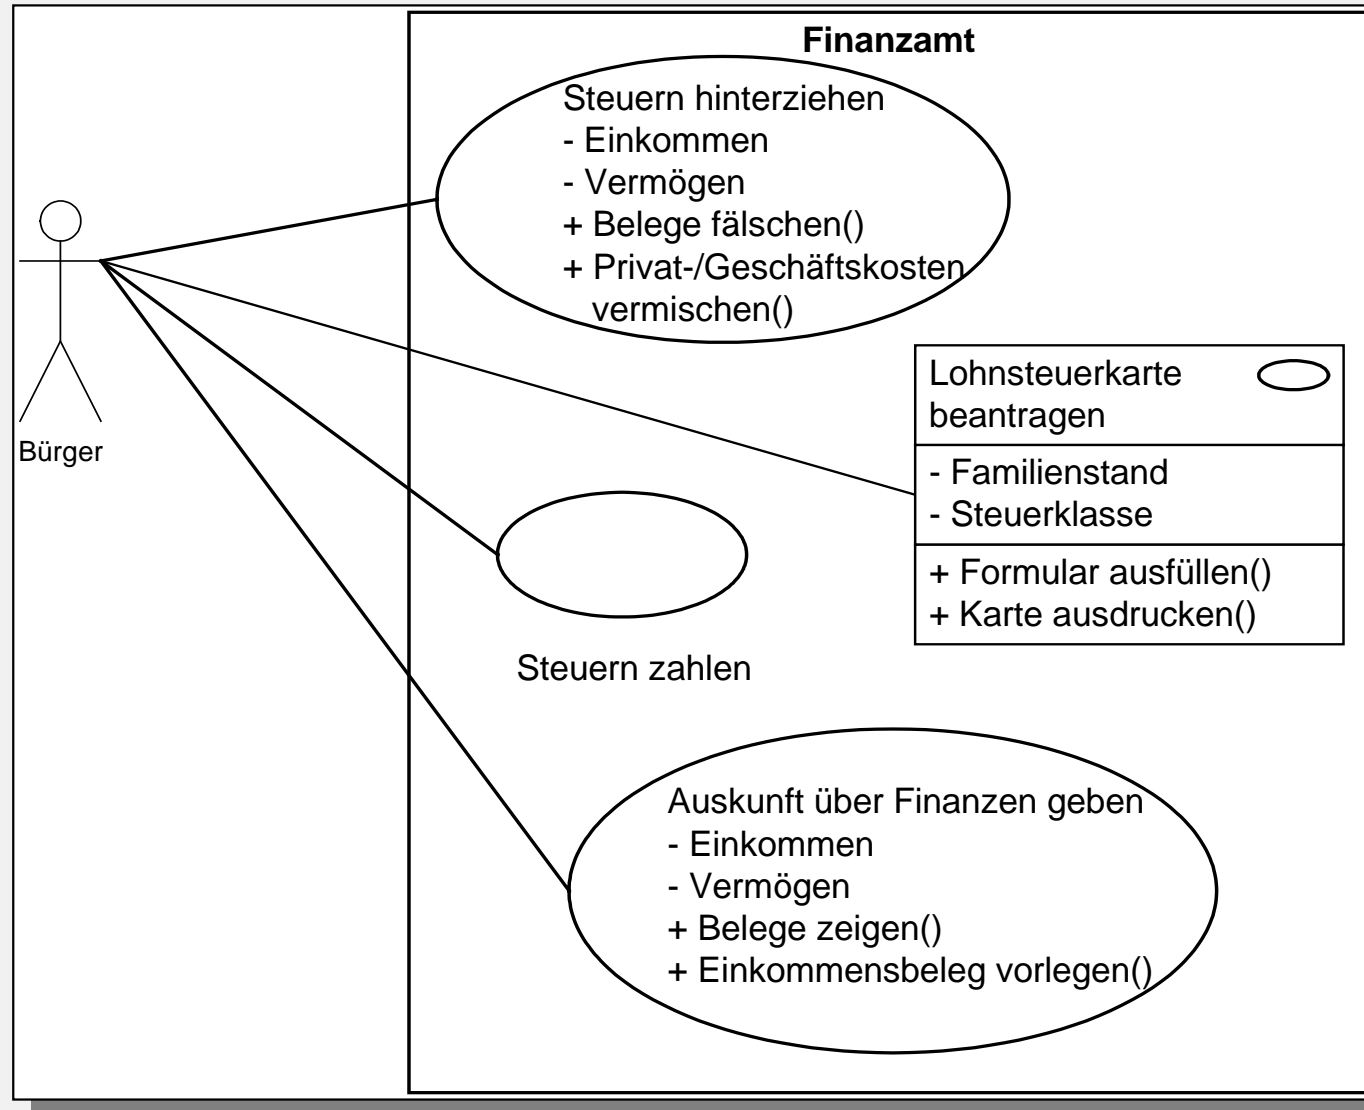 Finanzamt
Steuern hinterziehen
- Einkommen
- Vermögen
+ Belege fälschen()
+ Privat-/Geschäftskosten
vermischen()
Bürger
Lohnsteuerkarte
beantragen
- Familienstand
- Steuerklasse
+ Formular ausfüllen()
+ Karte ausdrucken()
Steuern zahlen
Auskunft über Finanzen geben
- Einkommen
- Vermögen
+ Belege zeigen()
+ Einkommensbeleg vorlegen()